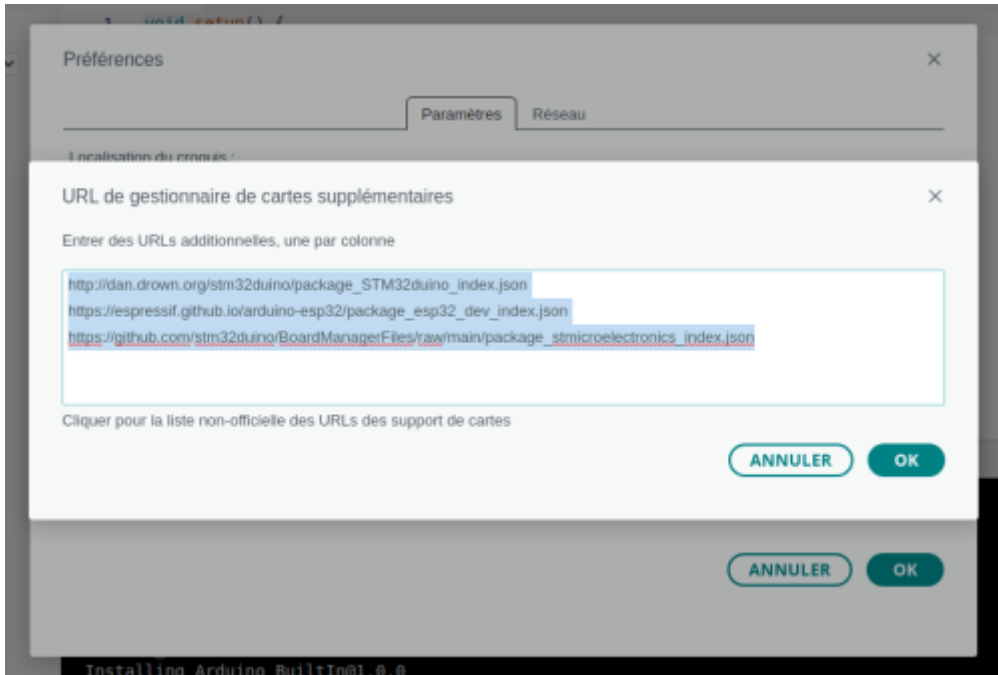 1 void setup() {
Préférences
Paramètres Réseau
Localisation du croquis :
URL de gestionnaire de cartes supplémentaires
Entrer des URLs additionnelles, une par colonne
http://dan.drown.org/stm32duino/package_STM32duino_index.json
https://espressif.github.io/arduino-esp32/package_esp32_dev_index.json
https://github.com/stm32duino/BoardManagerFiles/raw/main/package_stmicroelectronics_index.json
Cliquer pour la liste non-officielle des URLs des support de cartes
ANNULER OK
ANNULER OK
Installing Arduino_BuiltIn@1.0.0